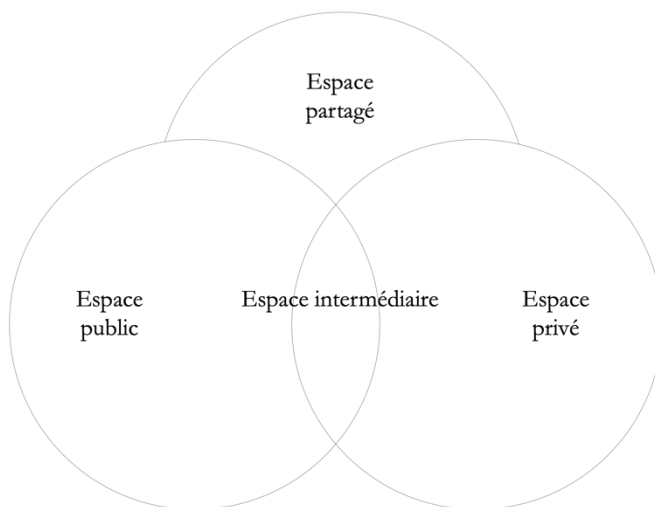 Espace
partagé
Espace
public
Espace intermédiaire
Espace
privé